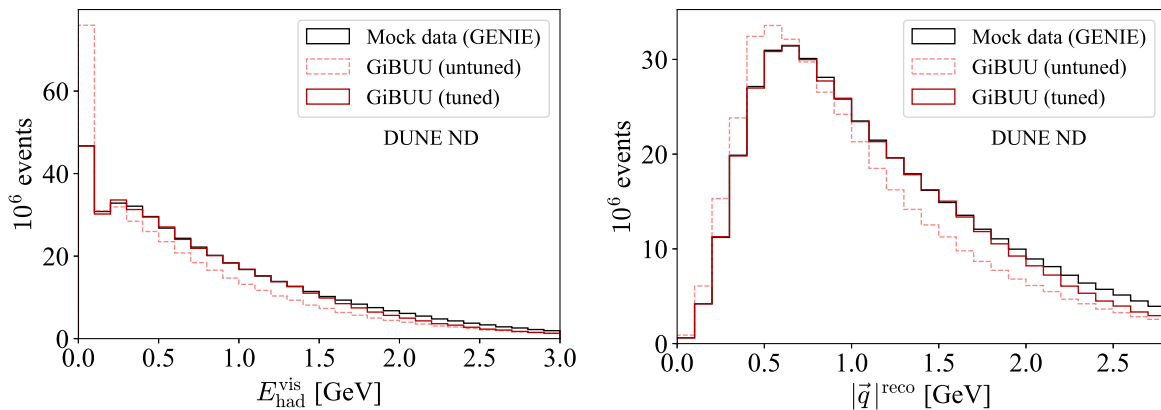 Mock data (GENIE)
GiBUU (untuned)
GiBUU (tuned)
DUNE ND
10^6 events
0
20
40
60
0.0 0.5 1.0 1.5 2.0 2.5 3.0
E_had^vis [GeV]
Mock data (GENIE)
GiBUU (untuned)
GiBUU (tuned)
DUNE ND
10^6 events
0
10
20
30
0.0 0.5 1.0 1.5 2.0 2.5
|q⃗|^reco [GeV]